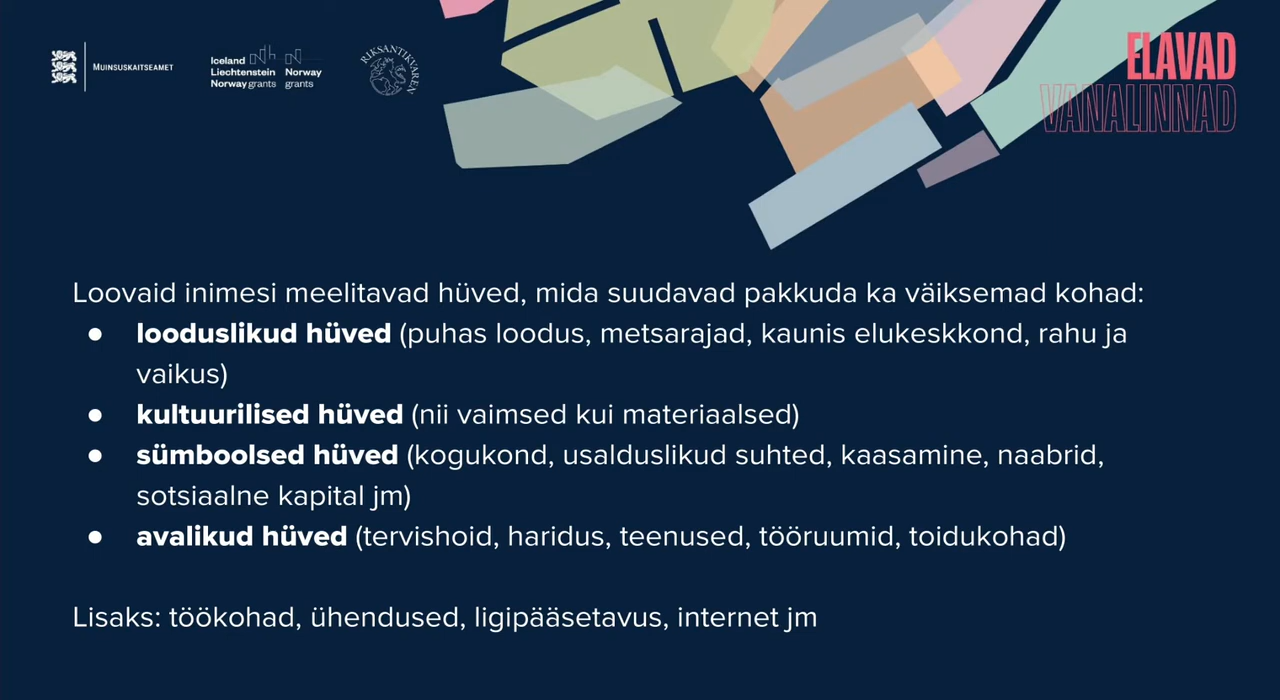 MUINSUSKAITSEAMET
Iceland
Liechtenstein
Norway grants
Norway
grants
RIKSANTIKVAREN
ELAVAD
VANALINNAD
Loovaid inimesi meelitavad hüved, mida suudavad pakkuda ka väiksemad kohad:
● looduslikud hüved (puhas loodus, metsarajad, kaunis elukeskkond, rahu ja
vaikus)
● kultuurilised hüved (nii vaimsed kui materiaalsed)
● sümboolsed hüved (kogukond, usalduslikud suhted, kaasamine, naabrid,
sotsiaalne kapital jm)
● avalikud hüved (tervishoid, haridus, teenused, tööruumid, toidukohad)
Lisaks: töökohad, ühendused, ligipääsetavus, internet jm